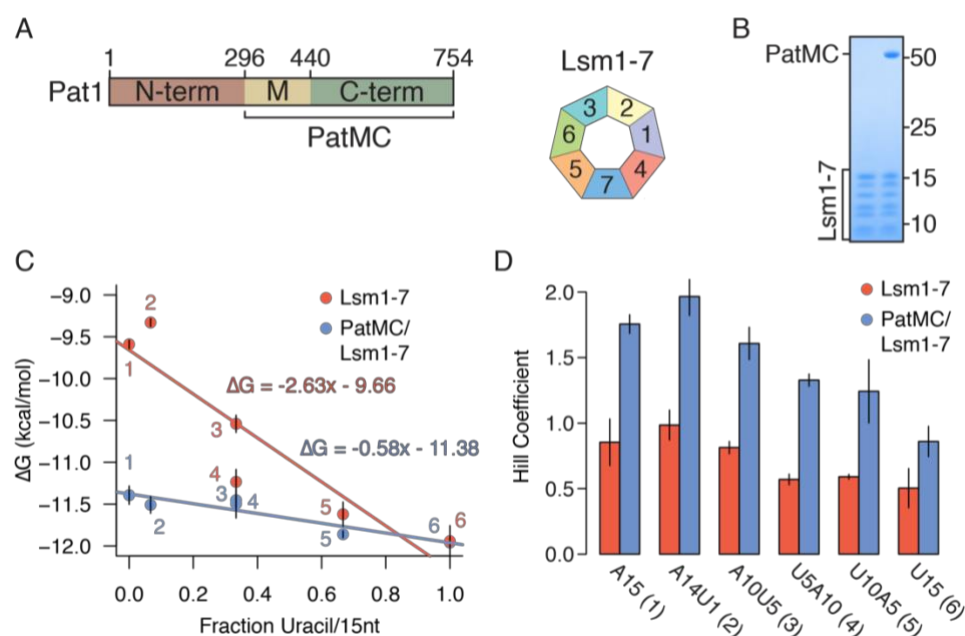 A
1 296 440 754
Pat1 N-term M C-term
PatMC
Lsm1-7
3 2
6 1
5 4
7
B
PatMC 50
25
15
Lsm1-7
10
C
ΔG (kcal/mol)
−9.0
−9.5
−10.0
−10.5
−11.0
−11.5
−12.0
Lsm1-7
PatMC/
Lsm1-7
2
1
ΔG = -2.63x - 9.66
3
ΔG = -0.58x - 11.38
1
4
3 4
2
5
5
6 6
0.0 0.2 0.4 0.6 0.8 1.0
Fraction Uracil/15nt
D
Hill Coefficient
2.0
1.5
1.0
0.5
0.0
Lsm1-7
PatMC/
Lsm1-7
A15 (1)
A14U1 (2)
A10U5 (3)
U5A10 (4)
U10A5 (5)
U15 (6)